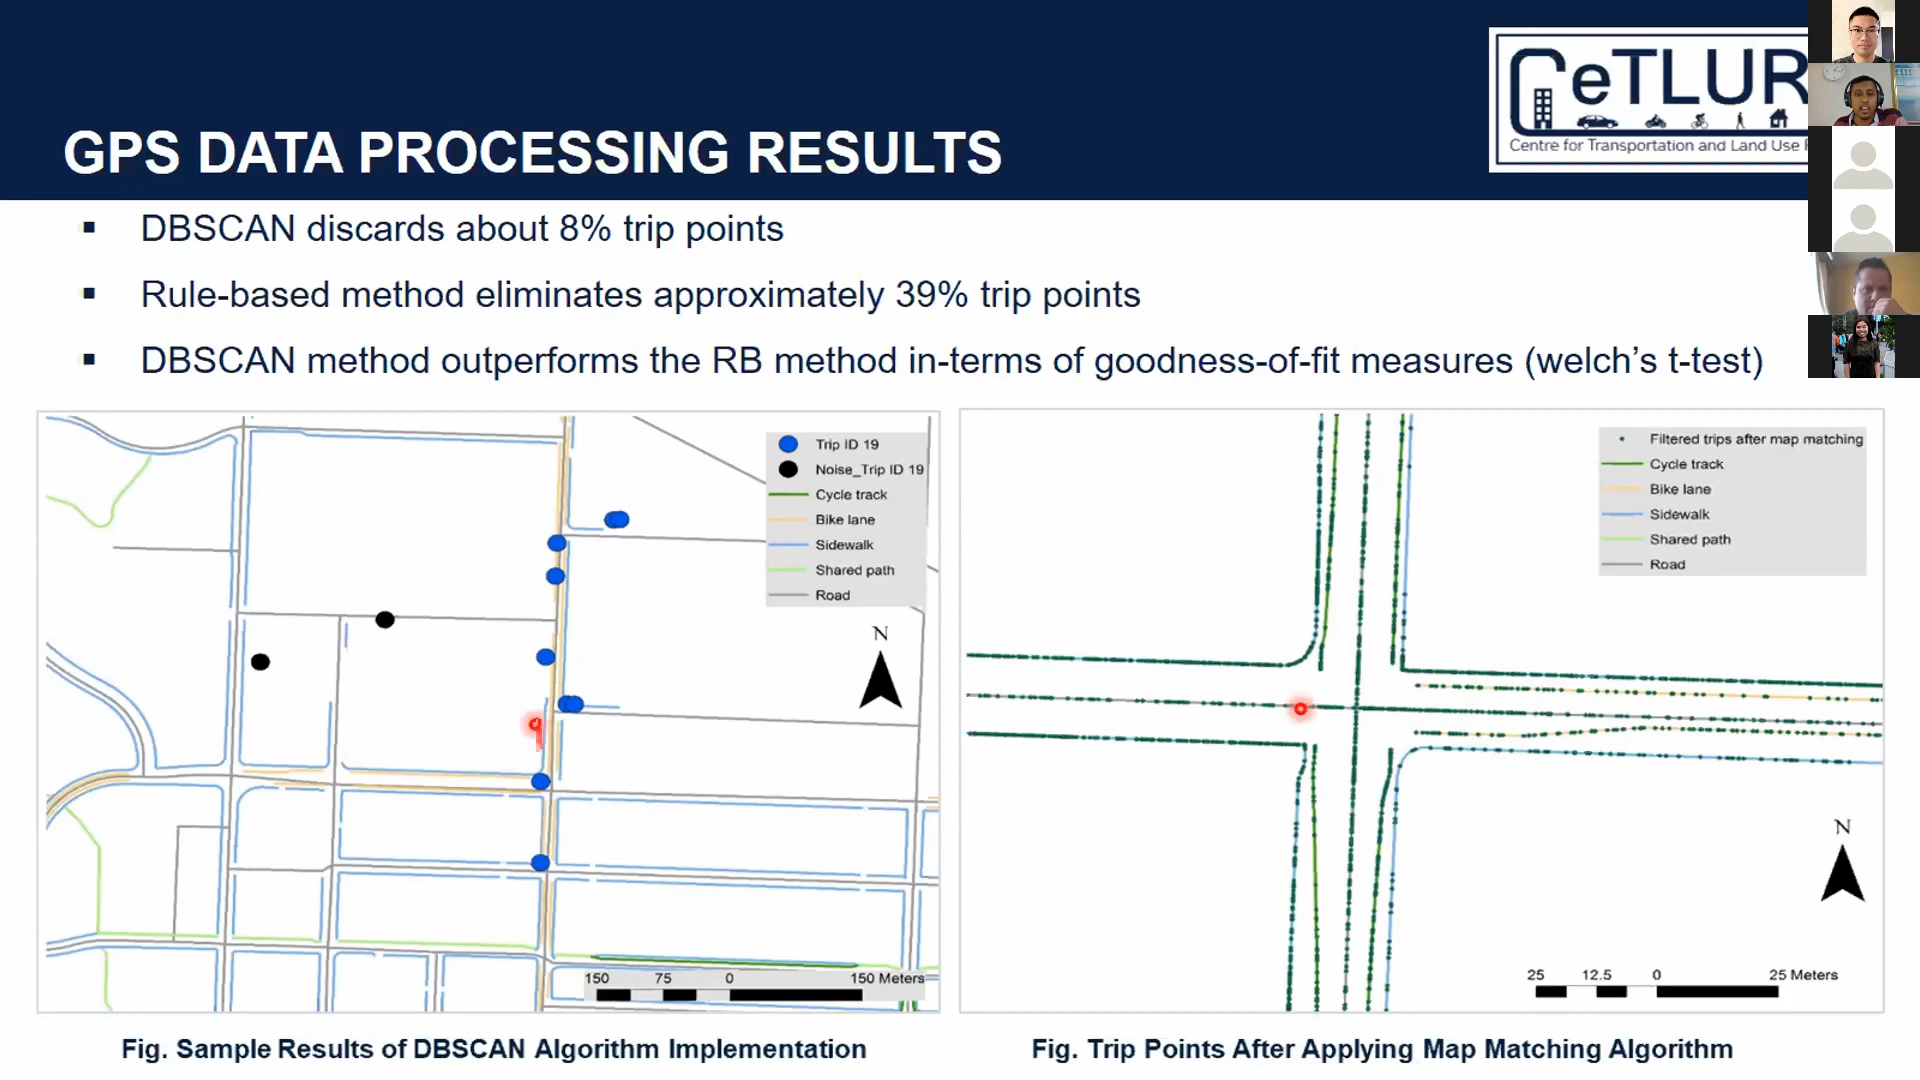 CeTLUR
Centre for Transportation and Land Use
GPS DATA PROCESSING RESULTS
▪ DBSCAN discards about 8% trip points
▪ Rule-based method eliminates approximately 39% trip points
▪ DBSCAN method outperforms the RB method in-terms of goodness-of-fit measures (welch's t-test)
Trip ID 19
Noise_Trip ID 19
Cycle track
Bike lane
Sidewalk
Shared path
Road
N
150 75 0 150 Meters
Fig. Sample Results of DBSCAN Algorithm Implementation
Filtered trips after map matching
Cycle track
Bike lane
Sidewalk
Shared path
Road
N
25 12.5 0 25 Meters
Fig. Trip Points After Applying Map Matching Algorithm